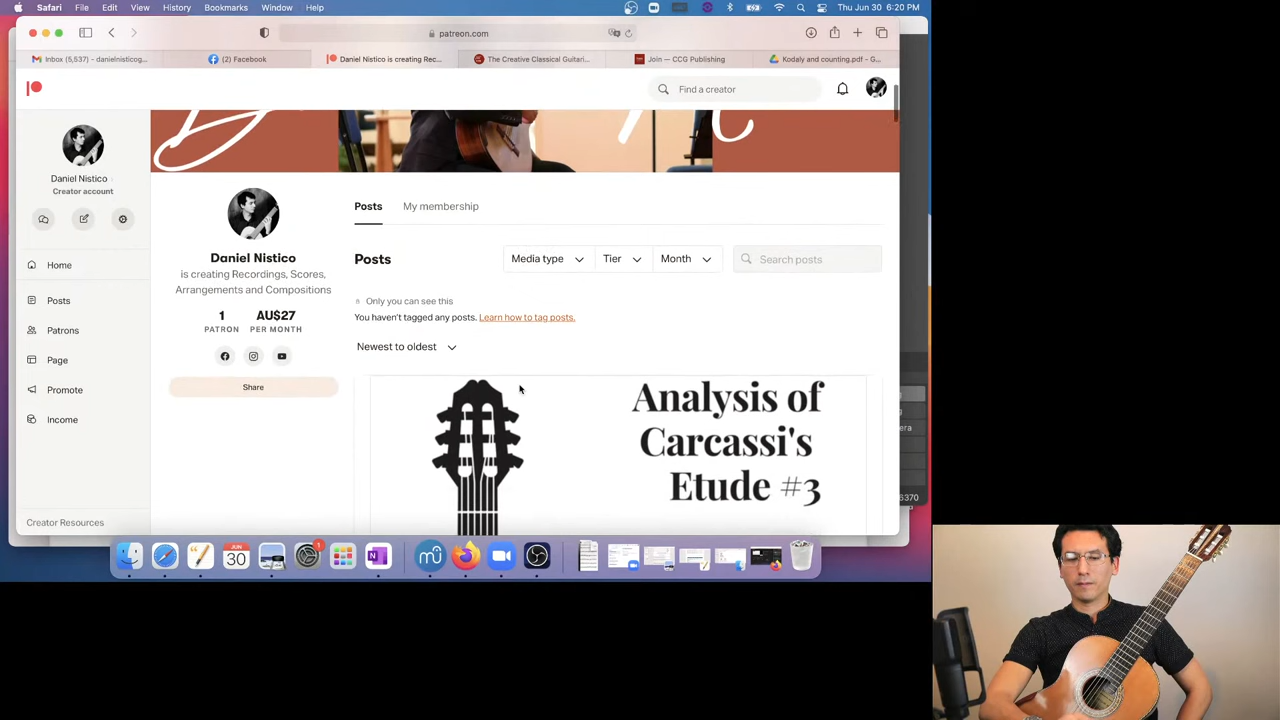 Safari File Edit View History Bookmarks Window Help
Thu Jun 30 6:20 PM
patreon.com
Inbox (5,537) - danielnisticog...
(2) Facebook
Daniel Nistico is creating Rec...
The Creative Classical Guitari...
Join — CCG Publishing
Kodaly and counting.pdf - G...
Find a creator
Daniel Nistico
Creator account
Home
Posts
Patrons
Page
Promote
Income
Creator Resources
Daniel Nistico
is creating Recordings, Scores,
Arrangements and Compositions
1 AU$27
PATRON PER MONTH
Share
Posts My membership
Posts
Media type Tier Month Search posts
Only you can see this
You haven't tagged any posts. Learn how to tag posts.
Newest to oldest
Analysis of
Carcassi's
Etude #3
JUN
30
1
6370